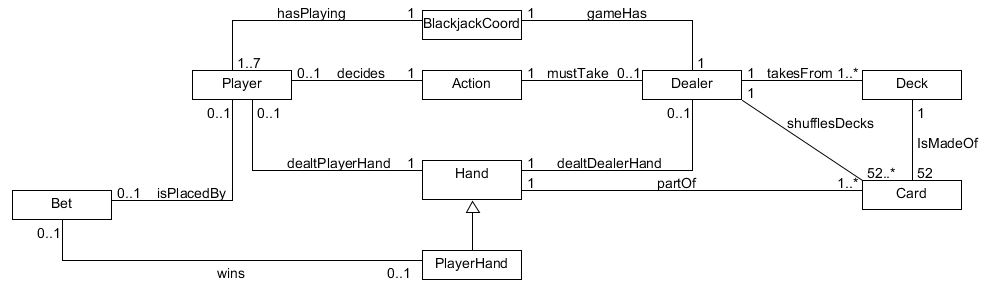 hasPlaying 1 BlackjackCoord 1 gameHas
1..7 1
Player 0..1 decides 1 Action 1 mustTake 0..1 Dealer 1 takesFrom 1..* Deck
0..1 0..1 0..1 1 1
shufflesDecks
IsMadeOf
dealtPlayerHand 1 Hand 1 dealtDealerHand
1 partOf 1..* 52..* 52
Bet 0..1 isPlacedBy Card
0..1
wins 0..1 PlayerHand